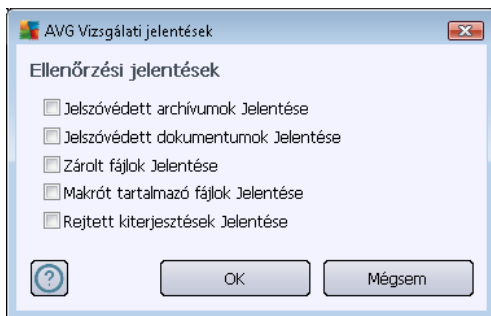 AVG Vizsgálati jelentések
Ellenőrzési jelentések
Jelszóvédett archívumok Jelentése
Jelszóvédett dokumentumok Jelentése
Zárolt fájlok Jelentése
Makrót tartalmazó fájlok Jelentése
Rejtett kiterjesztések Jelentése
? OK Mégsem